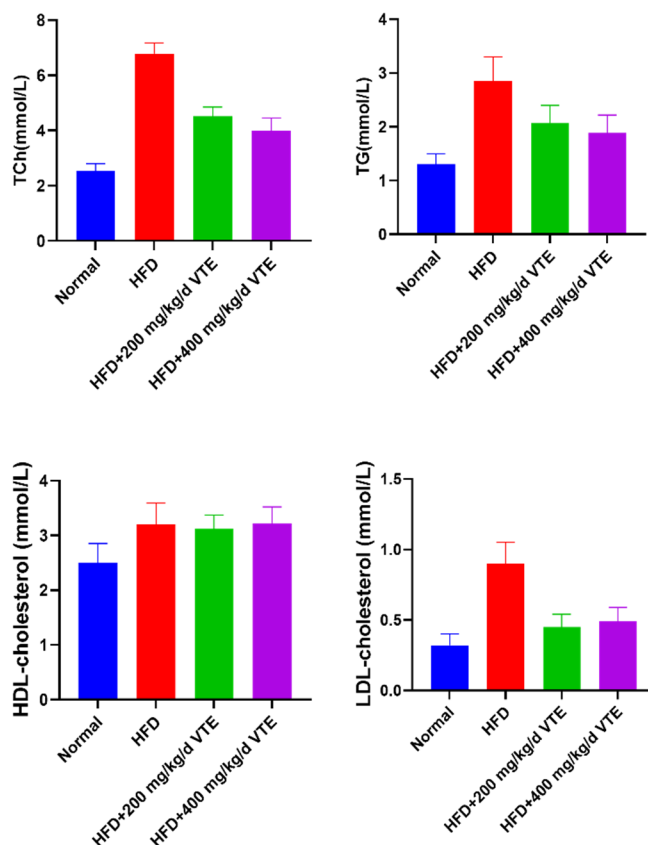 TCh(mmol/L)
8
6
4
2
0
Normal
HFD
HFD+200 mg/kg/d VTE
HFD+400 mg/kg/d VTE
TG(mmol/L)
4
3
2
1
0
Normal
HFD
HFD+200 mg/kg/d VTE
HFD+400 mg/kg/d VTE
HDL-cholesterol (mmol/L)
4
3
2
1
0
Normal
HFD
HFD+200 mg/kg/d VTE
HFD+400 mg/kg/d VTE
LDL-cholesterol (mmol/L)
1.5
1.0
0.5
0.0
Normal
HFD
HFD+200 mg/kg/d VTE
HFD+400 mg/kg/d VTE